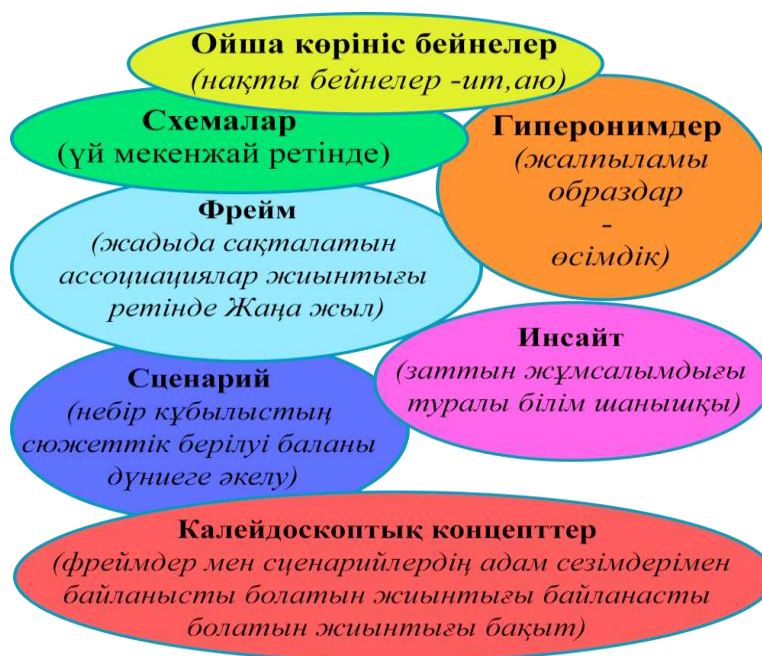 Ойша көрініс бейнелер
(нақты бейнелер -ит,аю)
Схемалар
(үй мекенжай ретінде)
Гиперонимдер
(жалпыламы
образдар
-
өсімдік)
Фрейм
(жадыда сақталатын
ассоциациялар жиынтығы
ретінде Жаңа жыл)
Инсайт
(заттын жұмсалымдығы
туралы білім шанышқы)
Сценарий
(небір кұбылыстың
сюжеттік берілуі баланы
дүниеге әкелу)
Калейдоскоптық концепттер
(фреймдер мен сценарийлердің адам сезімдерімен
байланысты болатын жиынтығы байланасты
болатын жиынтығы бақыт)